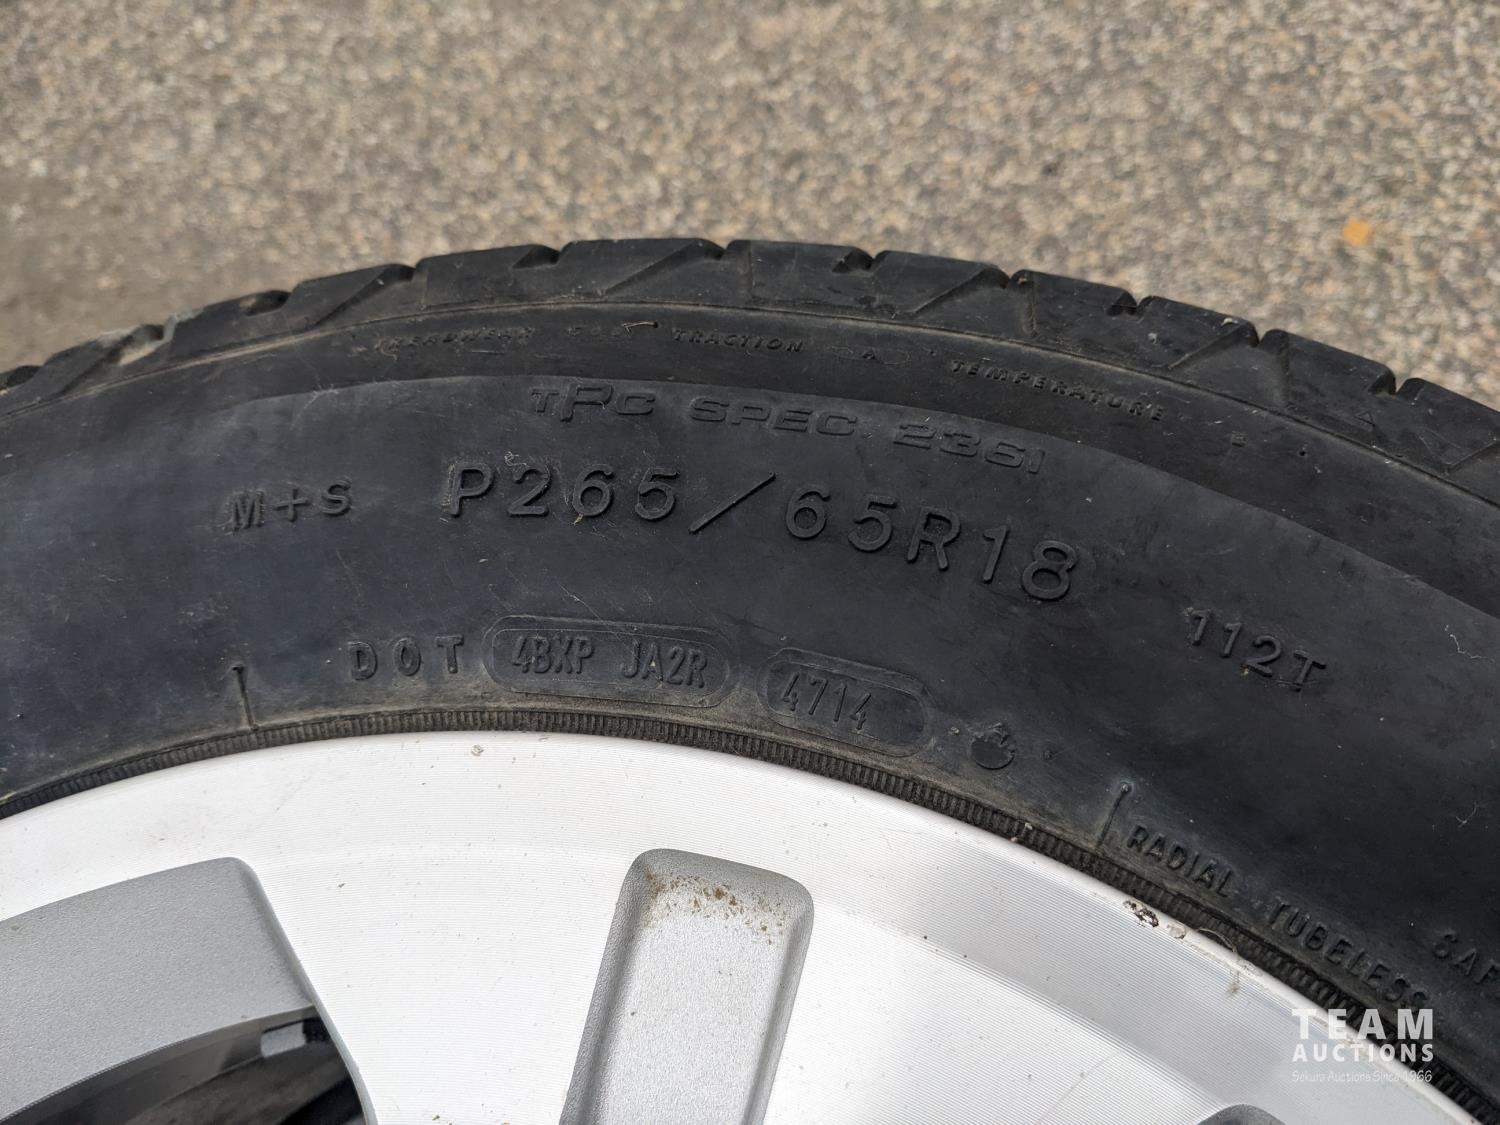 TREADWEAR TRACTION A TEMPERATURE
TPC SPEC 2361
M+S P265/65R18 112T
DOT 4BXP JA2R 4714
RADIAL TUBELESS
TEAM
AUCTIONS
Sekura Auctions Since 1966